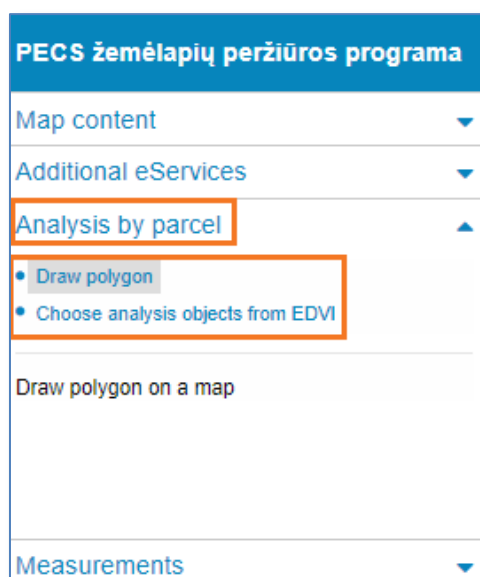 PECS žemėlapių peržiūros programa
Map content
Additional eServices
Analysis by parcel
Draw polygon
Choose analysis objects from EDVI
Draw polygon on a map
Measurements